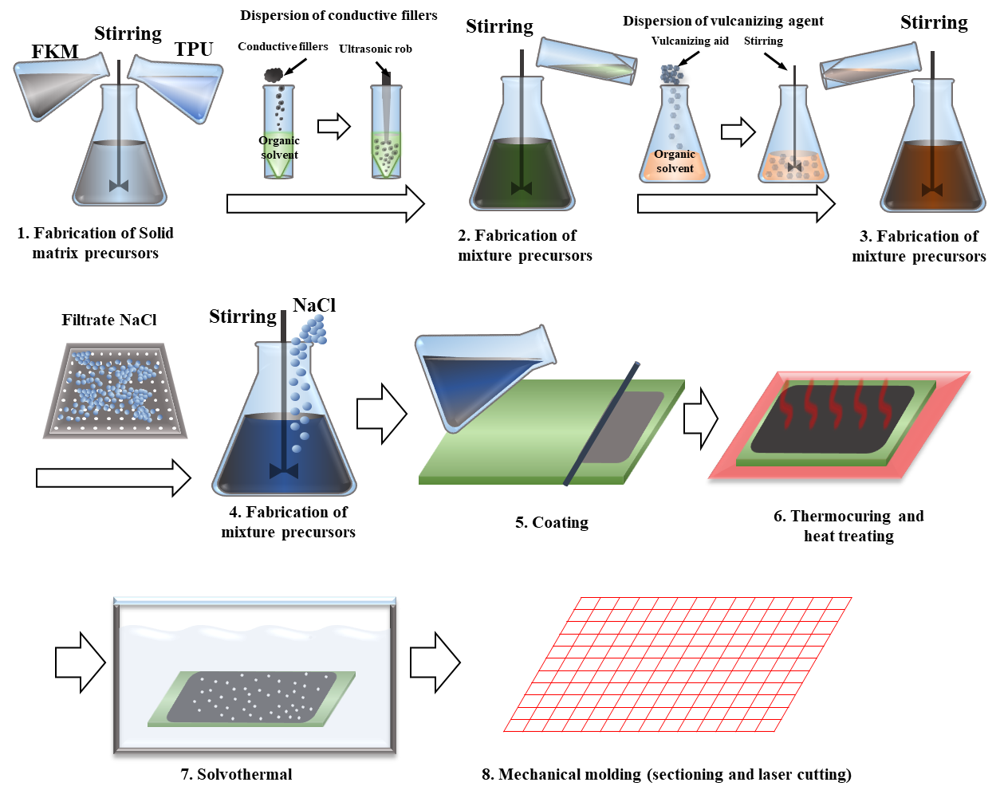 FKM
Stirring
TPU
Dispersion of conductive fillers
Conductive fillers
Ultrasonic rob
Organic
solvent
Stirring
Dispersion of vulcanizing agent
Vulcanizing aid
Stirring
Organic
solvent
Stirring
1. Fabrication of Solid
matrix precursors
2. Fabrication of
mixture precursors
3. Fabrication of
mixture precursors
Filtrate NaCl
Stirring
NaCl
4. Fabrication of
mixture precursors
5. Coating
6. Thermocuring and
heat treating
7. Solvothermal
8. Mechanical molding (sectioning and laser cutting)